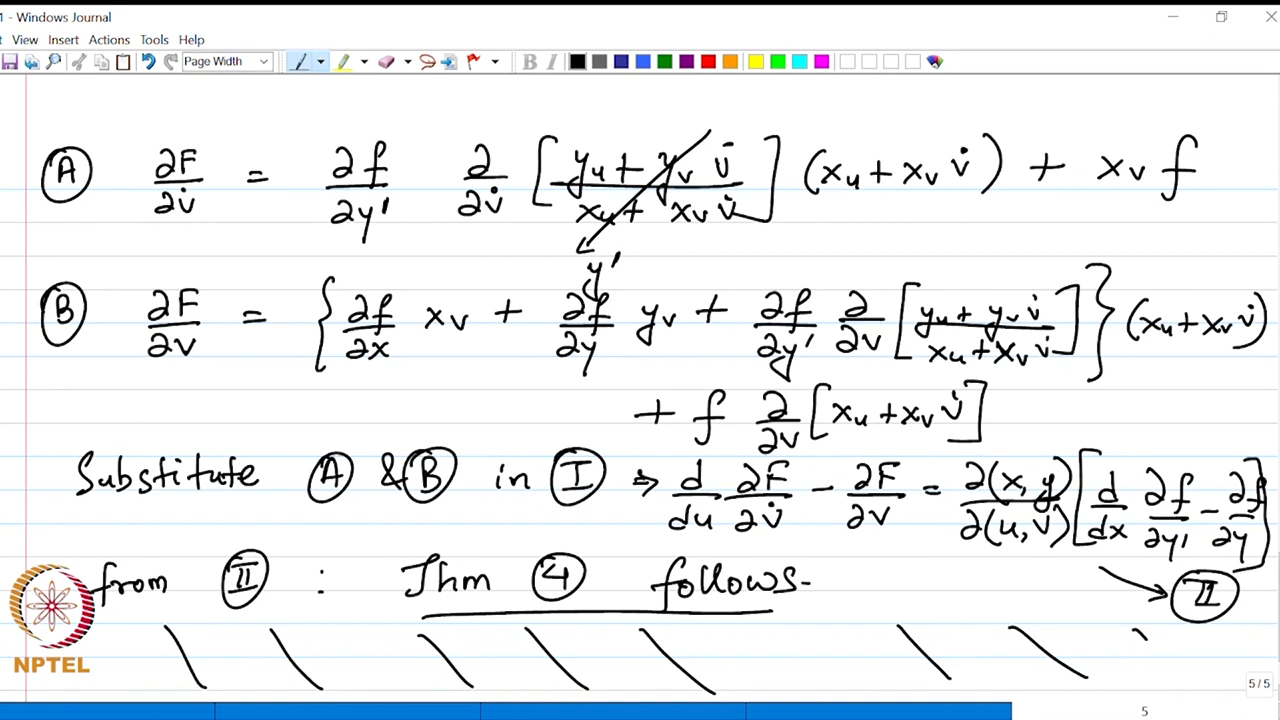 1 - Windows Journal
View Insert Actions Tools Help
Page Width
Ⓐ ∂F/∂v̇ = ∂f/∂y' ∂/∂v̇ [(y_u + y_v v̇)/(x_u + x_v v̇)] (x_u + x_v v̇) + x_v f
y'
Ⓑ ∂F/∂v = {∂f/∂x x_v + ∂f/∂y y_v + ∂f/∂y' ∂/∂v [(y_u + y_v v̇)/(x_u + x_v v̇)]} (x_u + x_v v̇)
+ f ∂/∂v [x_u + x_v v̇]
Substitute Ⓐ & Ⓑ in Ⓘ → d/du ∂F/∂v̇ - ∂F/∂v = ∂(x, y)/∂(u, v) [d/dx ∂f/∂y' - ∂f/∂y]
from (II) : Thm ④ follows.
(II)
NPTEL
5 / 5
5